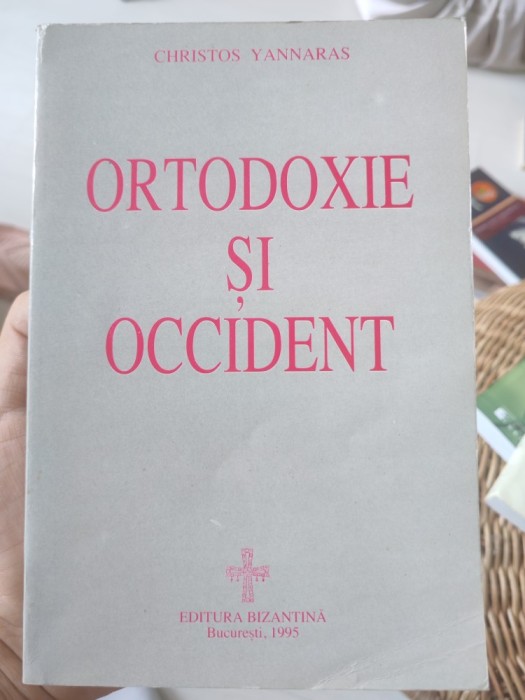 CHRISTOS YANNARAS
ORTODOXIE
ȘI
OCCIDENT
EDITURA BIZANTINĂ
București, 1995